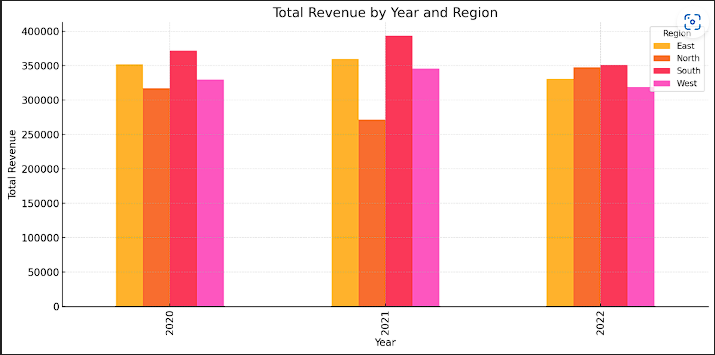 Total Revenue by Year and Region
Region
East
North
South
West
Total Revenue
400000
350000
300000
250000
200000
150000
100000
50000
0
2020
2021
2022
Year